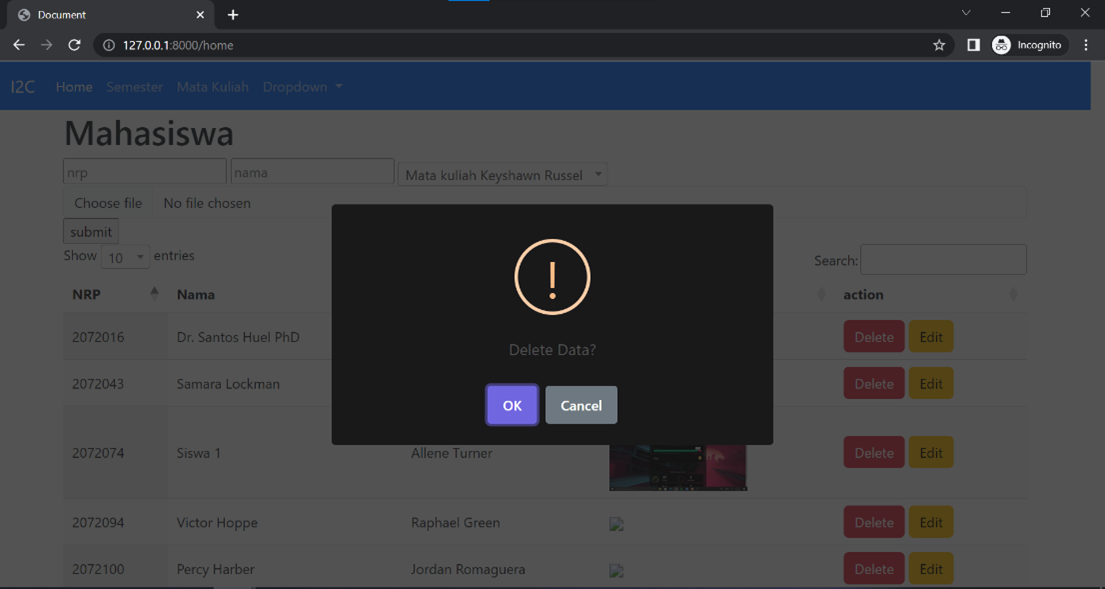 Document
127.0.0.1:8000/home
Incognito
I2C Home Semester Mata Kuliah Dropdown
Mahasiswa
nrp nama Mata kuliah Keyshawn Russel
Choose file No file chosen
submit
Show 10 entries Search:
NRP Nama action
!
2072016 Dr. Santos Huel PhD Delete Edit
Delete Data?
2072043 Samara Lockman Delete Edit
OK Cancel
2072074 Siswa 1 Allene Turner Delete Edit
2072094 Victor Hoppe Raphael Green Delete Edit
2072100 Percy Harber Jordan Romaguera Delete Edit